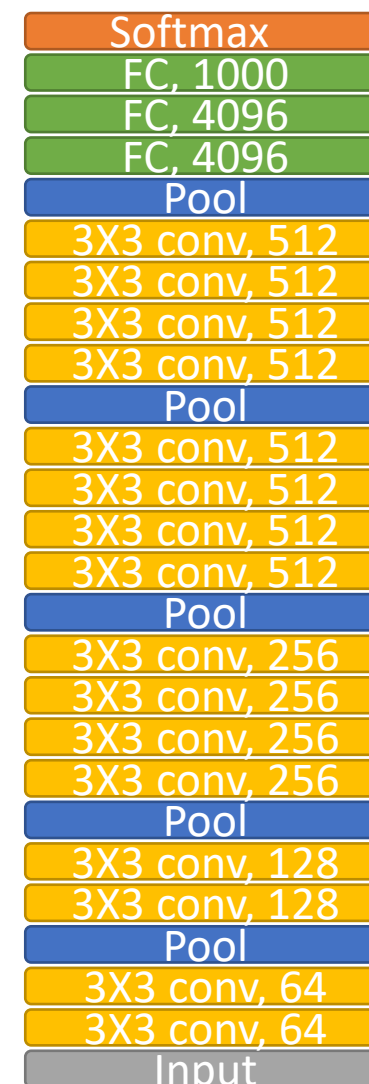 Softmax
FC, 1000
FC, 4096
FC, 4096
Pool
3X3 conv, 512
3X3 conv, 512
3X3 conv, 512
3X3 conv, 512
Pool
3X3 conv, 512
3X3 conv, 512
3X3 conv, 512
3X3 conv, 512
Pool
3X3 conv, 256
3X3 conv, 256
3X3 conv, 256
3X3 conv, 256
Pool
3X3 conv, 128
3X3 conv, 128
Pool
3X3 conv, 64
3X3 conv, 64
Input